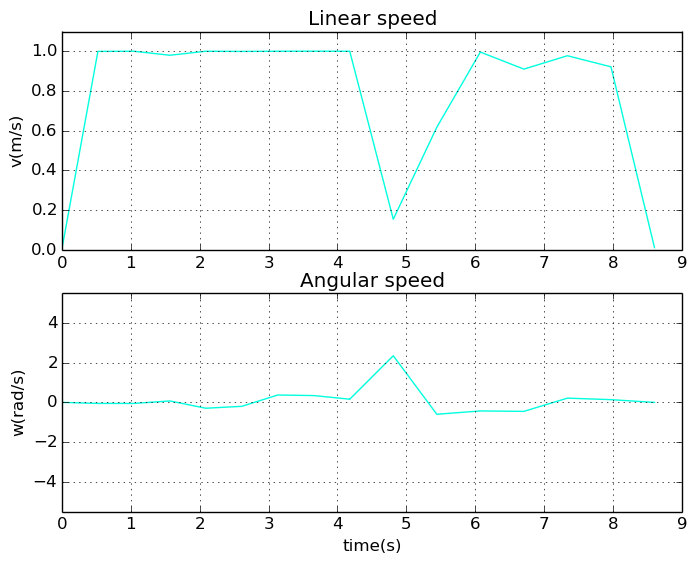 Linear speed
1.0
0.8
0.6
0.4
0.2
0.0
v(m/s)
0 1 2 3 4 5 6 7 8 9
Angular speed
4
2
0
−2
−4
w(rad/s)
0 1 2 3 4 5 6 7 8 9
time(s)